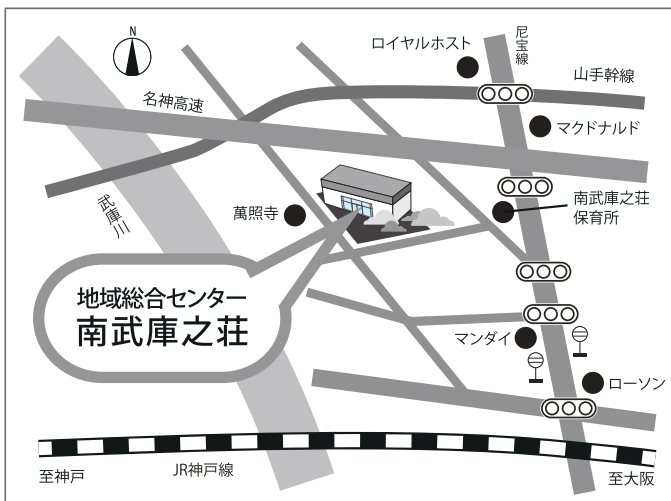 N
ロイヤルホスト
尼宝線
山手幹線
名神高速
マクドナルド
武庫川
萬照寺
南武庫之荘
保育所
地域総合センター
南武庫之荘
マンダイ
ローソン
至神戸
JR神戸線
至大阪